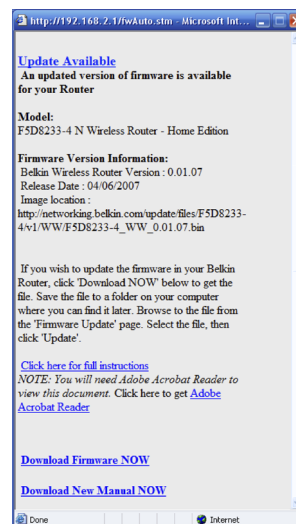 http://192.168.2.1/fwAuto.stm - Microsoft Int...
Update Available
An updated version of firmware is available
for your Router
Model:
F5D8233-4 N Wireless Router - Home Edition
Firmware Version Information:
Belkin Wireless Router Version : 0.01.07
Release Date : 04/06/2007
Image location :
http://networking.belkin.com/update/files/F5D8233-
4/v1/WW/F5D8233-4_WW_0.01.07.bin
If you wish to update the firmware in your Belkin
Router, click 'Download NOW' below to get the
file. Save the file to a folder on your computer
where you can find it later. Browse to the file from
the 'Firmware Update' page. Select the file, then
click 'Update'.
Click here for full instructions
NOTE: You will need Adobe Acrobat Reader to
view this document. Click here to get Adobe
Acrobat Reader
Download Firmware NOW
Download New Manual NOW
Done Internet